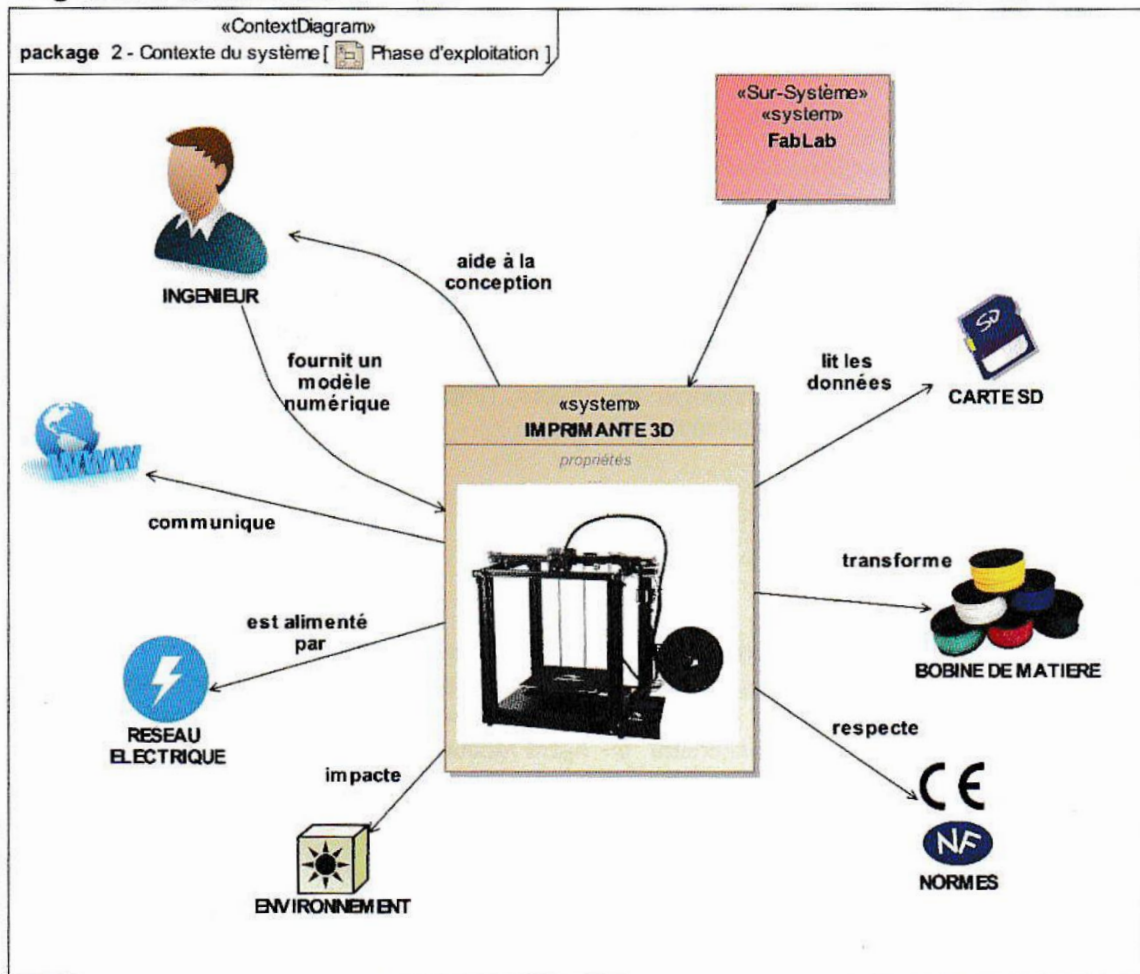 «ContextDiagram»
package 2 - Contexte du système [ Phase d'exploitation ]
«Sur-Système»
«system»
FabLab
INGENIEUR
aide à la
conception
fournit un
modèle
numérique
lit les
données
SD
CARTE SD
«system»
IMPRIMANTE 3D
propriétés
WWW
communique
transforme
BOBINE DE MATIERE
est alimenté
par
RESEAU
ELECTRIQUE
respecte
CE
NF
NORMES
impacte
ENVIRONNEMENT